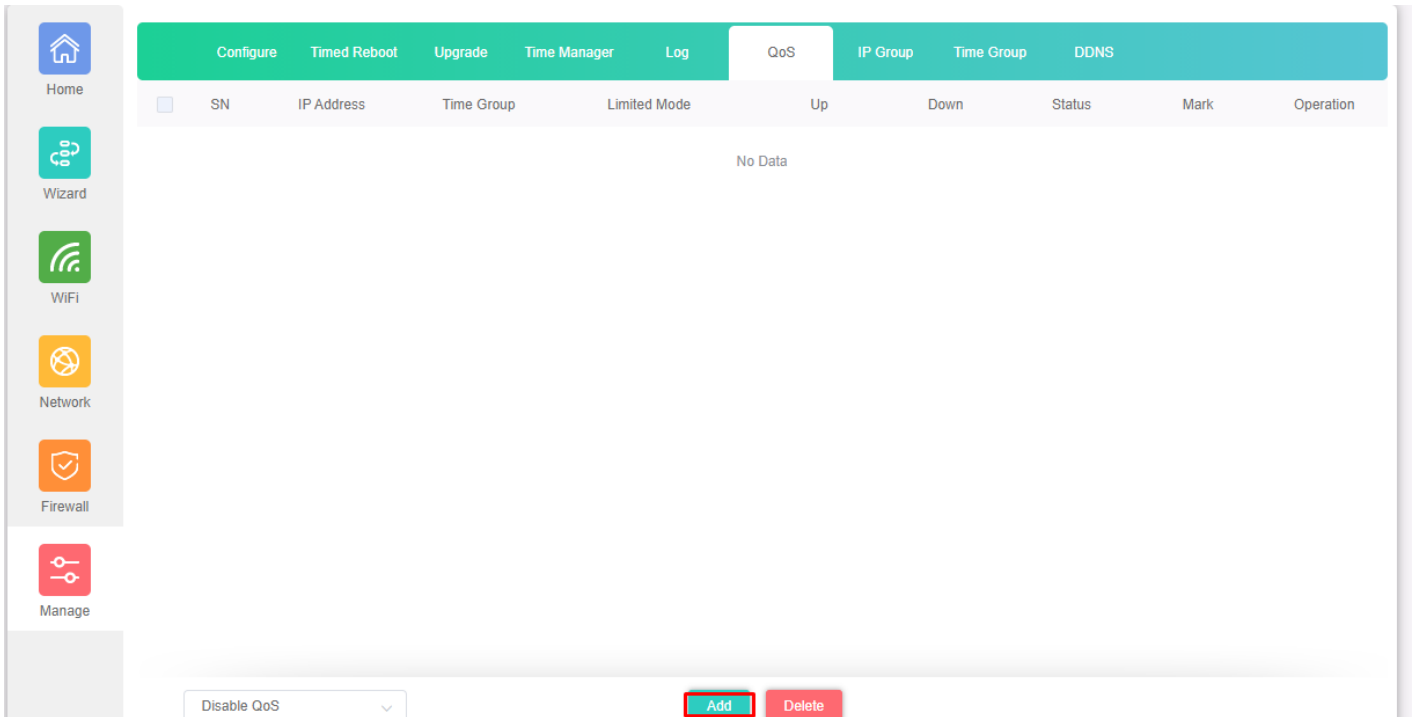 Home
Wizard
WiFi
Network
Firewall
Manage
Configure Timed Reboot Upgrade Time Manager Log QoS IP Group Time Group DDNS
SN IP Address Time Group Limited Mode Up Down Status Mark Operation
No Data
Disable QoS Add Delete